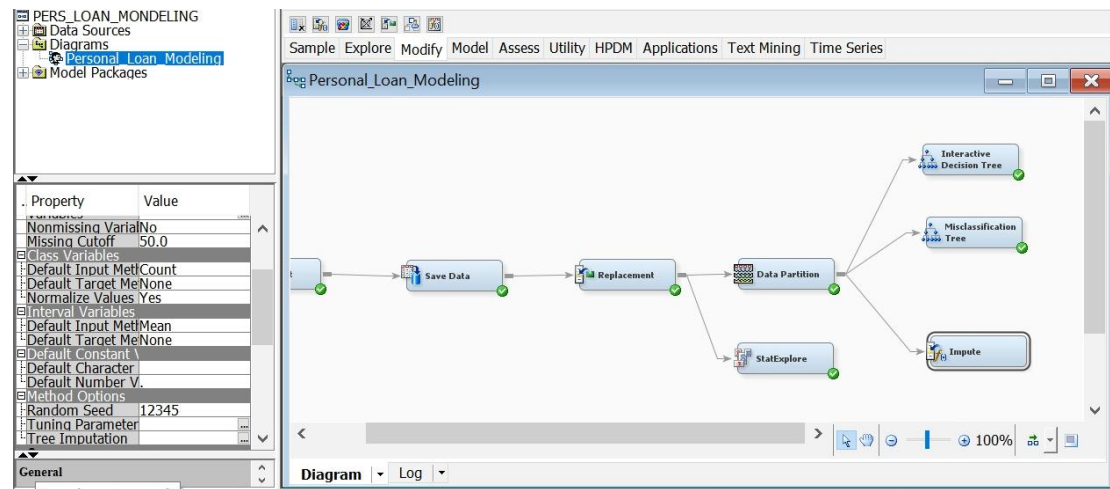 PERS_LOAN_MONDELING
Data Sources
Diagrams
Personal_Loan_Modeling
Model Packages
Sample Explore Modify Model Assess Utility HPDM Applications Text Mining Time Series
Personal_Loan_Modeling
Interactive
Decision Tree
Misclassification
Tree
Save Data
Replacement
Data Partition
StatExplore
Impute
.. Property Value
Nonmissing Varial No
Missing Cutoff 50.0
Class Variables
Default Input Metl Count
Default Target Me None
Normalize Values Yes
Interval Variables
Default Input Metl Mean
Default Target Me None
Default Constant V
Default Character
Default Number V .
Method Options
Random Seed 12345
Tuning Parameter ...
Tree Imputation ...
General
100%
Diagram Log